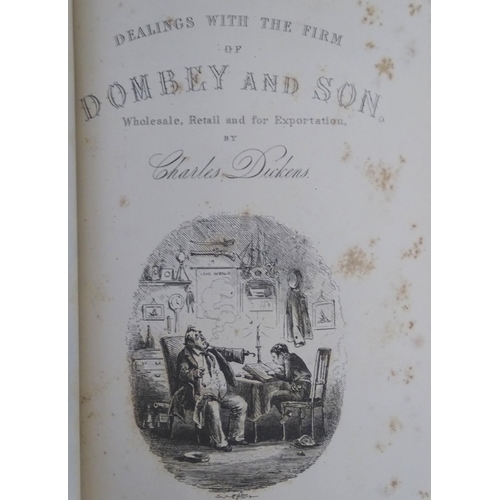 DEALINGS WITH THE FIRM
OF
DOMBEY AND SON,
Wholesale, Retail and for Exportation.
BY
Charles Dickens.